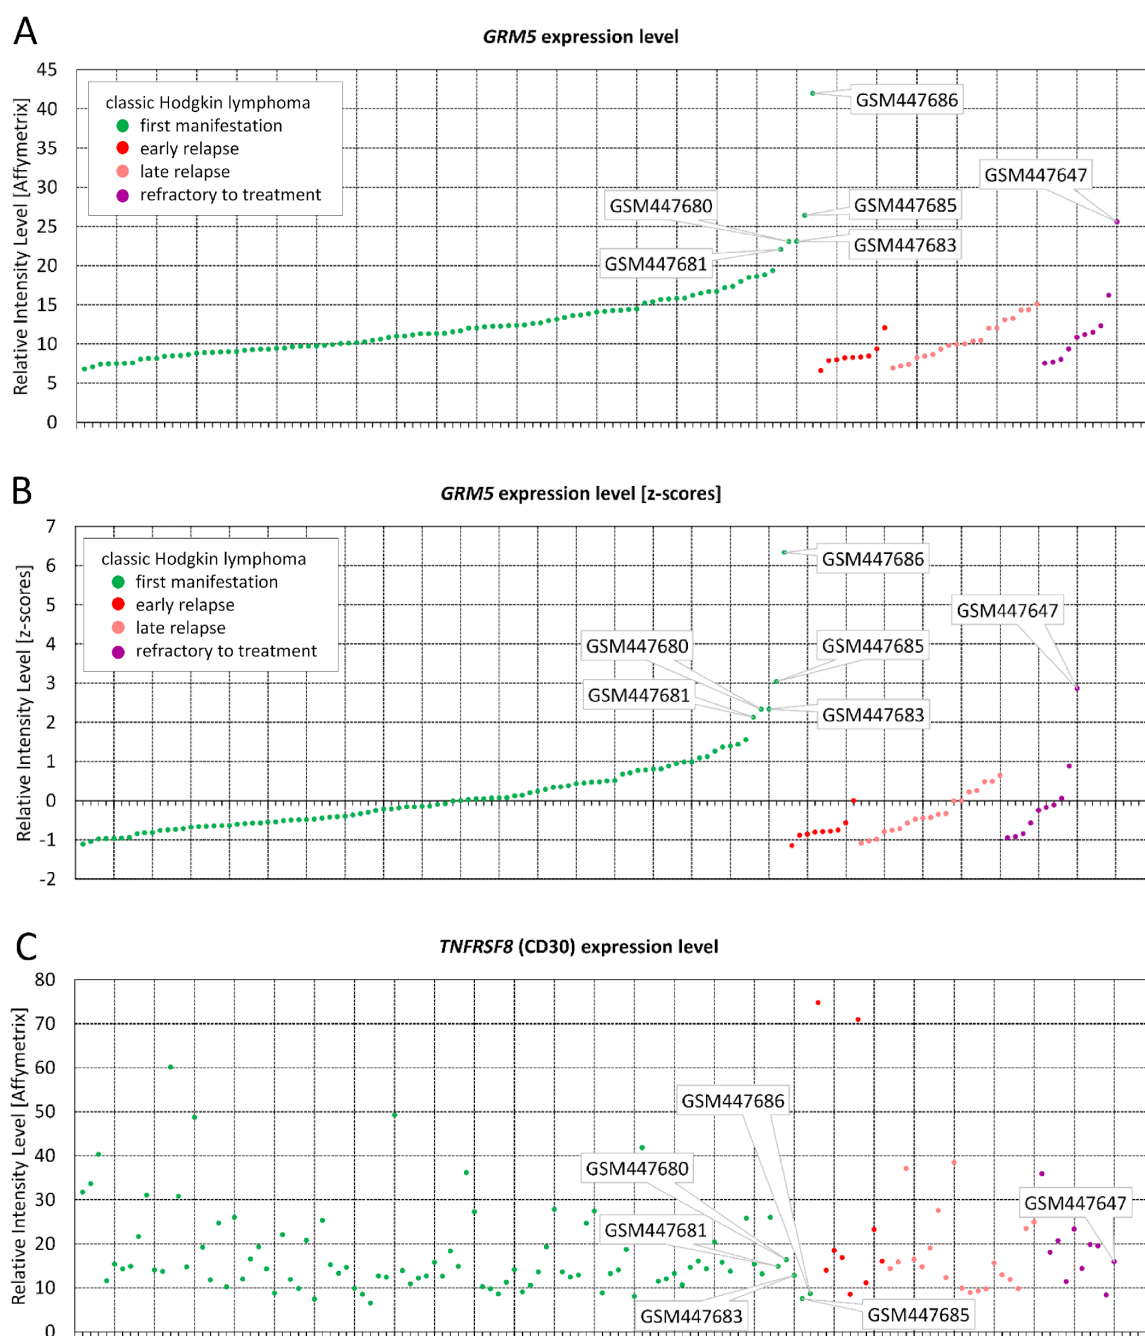 A
GRM5 expression level
Relative Intensity Level [Affymetrix]
45
40
35
30
25
20
15
10
5
0
classic Hodgkin lymphoma
first manifestation
early relapse
late relapse
refractory to treatment
GSM447686
GSM447647
GSM447680
GSM447685
GSM447683
GSM447681
B
GRM5 expression level [z-scores]
Relative Intensity Level [z-scores]
7
6
5
4
3
2
1
0
-1
-2
classic Hodgkin lymphoma
first manifestation
early relapse
late relapse
refractory to treatment
GSM447686
GSM447647
GSM447680
GSM447685
GSM447681
GSM447683
C
TNFRSF8 (CD30) expression level
Relative Intensity Level [Affymetrix]
80
70
60
50
40
30
20
10
0
GSM447686
GSM447680
GSM447647
GSM447681
GSM447683
GSM447685